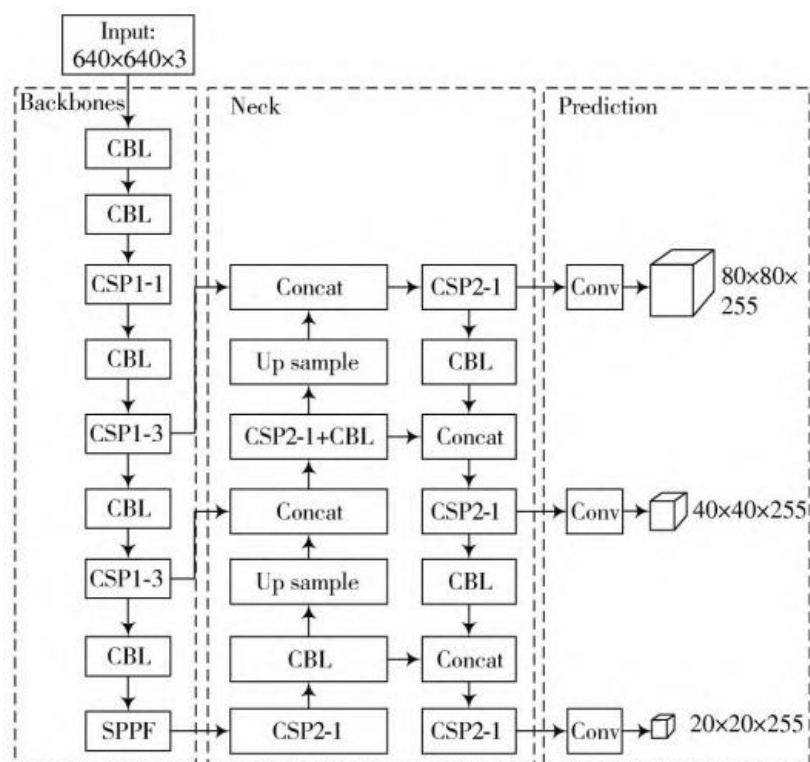 Input:
640×640×3
Backbones
CBL
CBL
CSP1-1
CBL
CSP1-3
CBL
CSP1-3
CBL
SPPF
Neck
Concat
Up sample
CSP2-1+CBL
Concat
Up sample
CBL
CSP2-1
CSP2-1
CBL
Concat
CSP2-1
CBL
Concat
CSP2-1
Prediction
Conv
80×80×
255
Conv
40×40×255
Conv
20×20×255